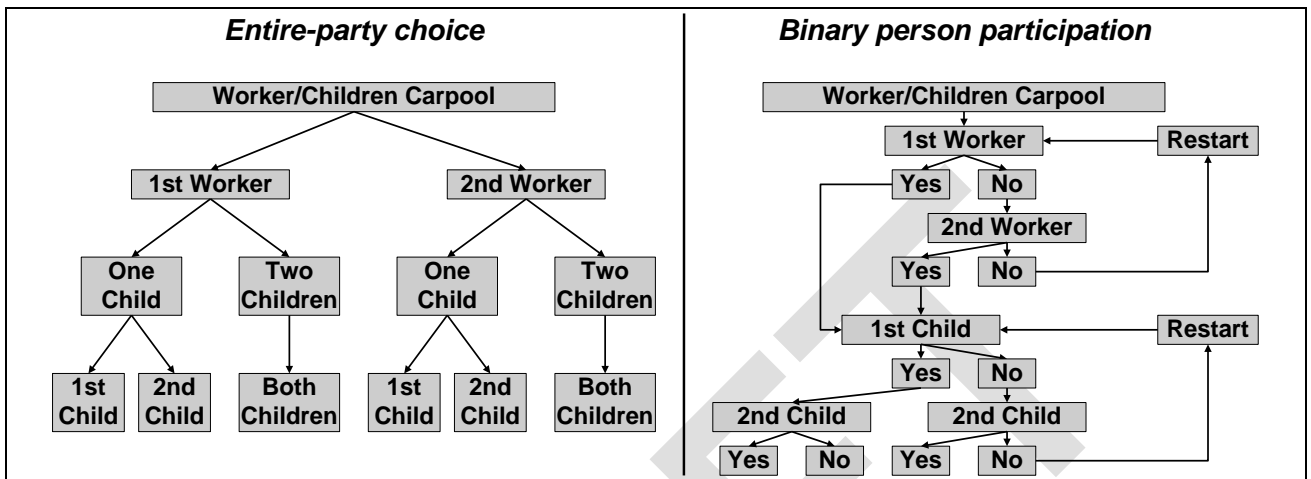 Entire-party choice
Worker/Children Carpool
1st Worker
2nd Worker
One
Child
Two
Children
One
Child
Two
Children
1st
Child
2nd
Child
Both
Children
1st
Child
2nd
Child
Both
Children
Binary person participation
Worker/Children Carpool
1st Worker
Restart
Yes
No
2nd Worker
Yes
No
1st Child
Restart
Yes
No
2nd Child
2nd Child
Yes
No
Yes
No